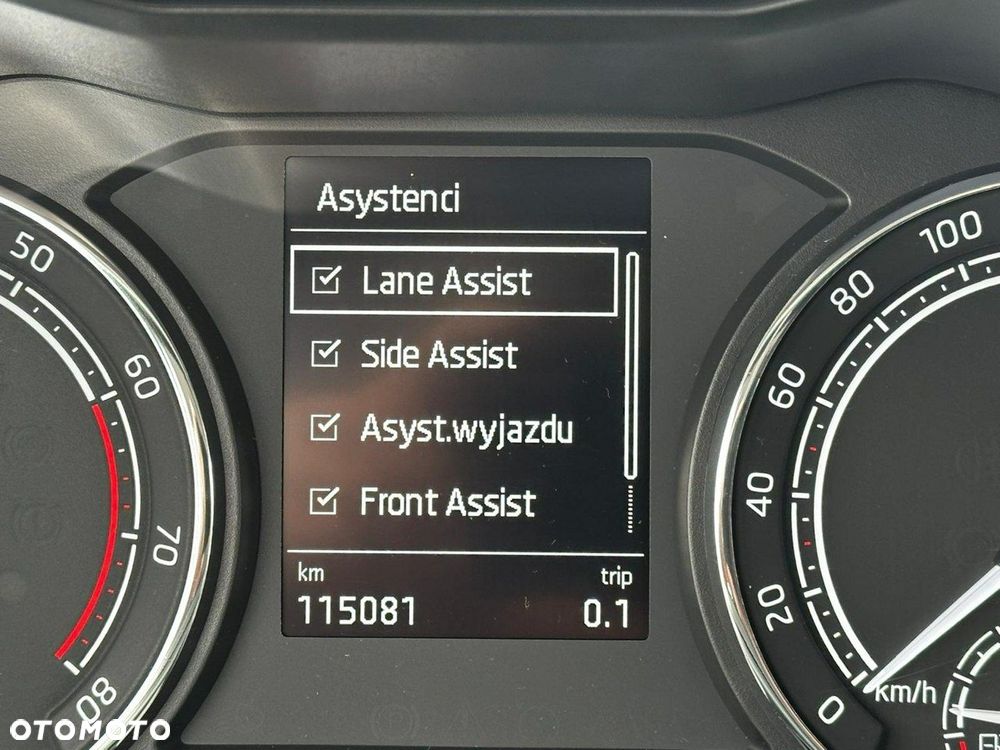 Asystenci
Lane Assist
Side Assist
Asyst.wyjazdu
Front Assist
km
trip
115081
0.1
50
60
70
80
100
80
60
40
20
0
km/h
OTOMOTO